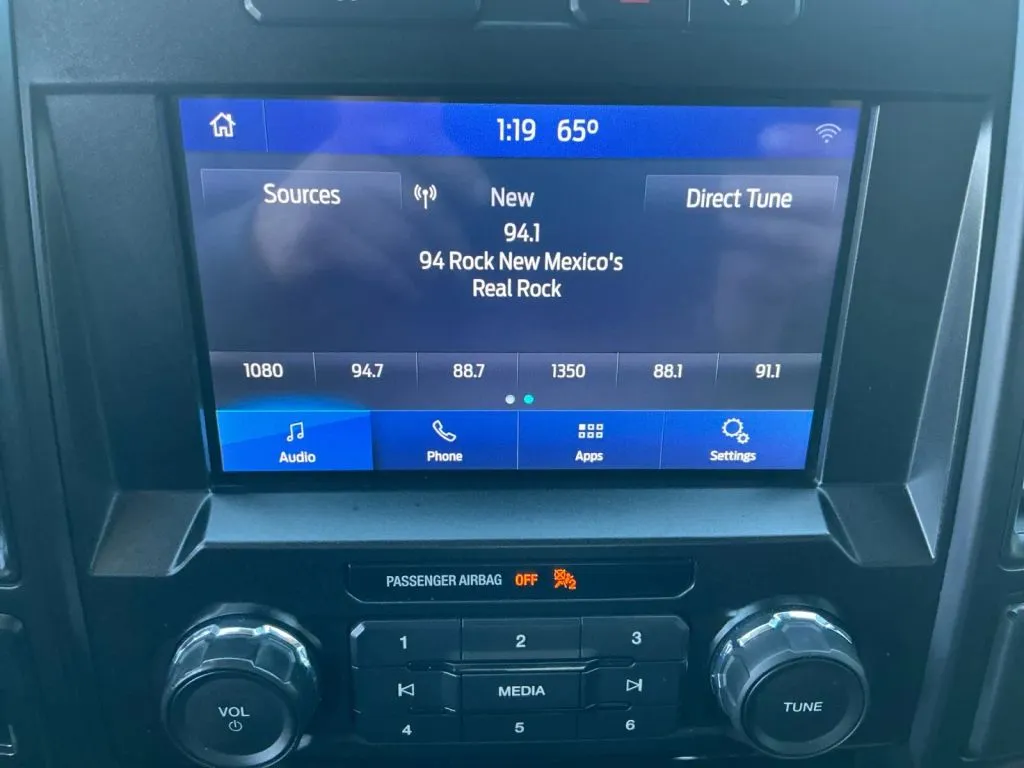 1:19 65º
Sources New Direct Tune
94.1
94 Rock New Mexico's
Real Rock
1080 94.7 88.7 1350 88.1 91.1
Audio Phone Apps Settings
PASSENGER AIRBAG OFF 2
1 2 3
VOL MEDIA TUNE
4 5 6